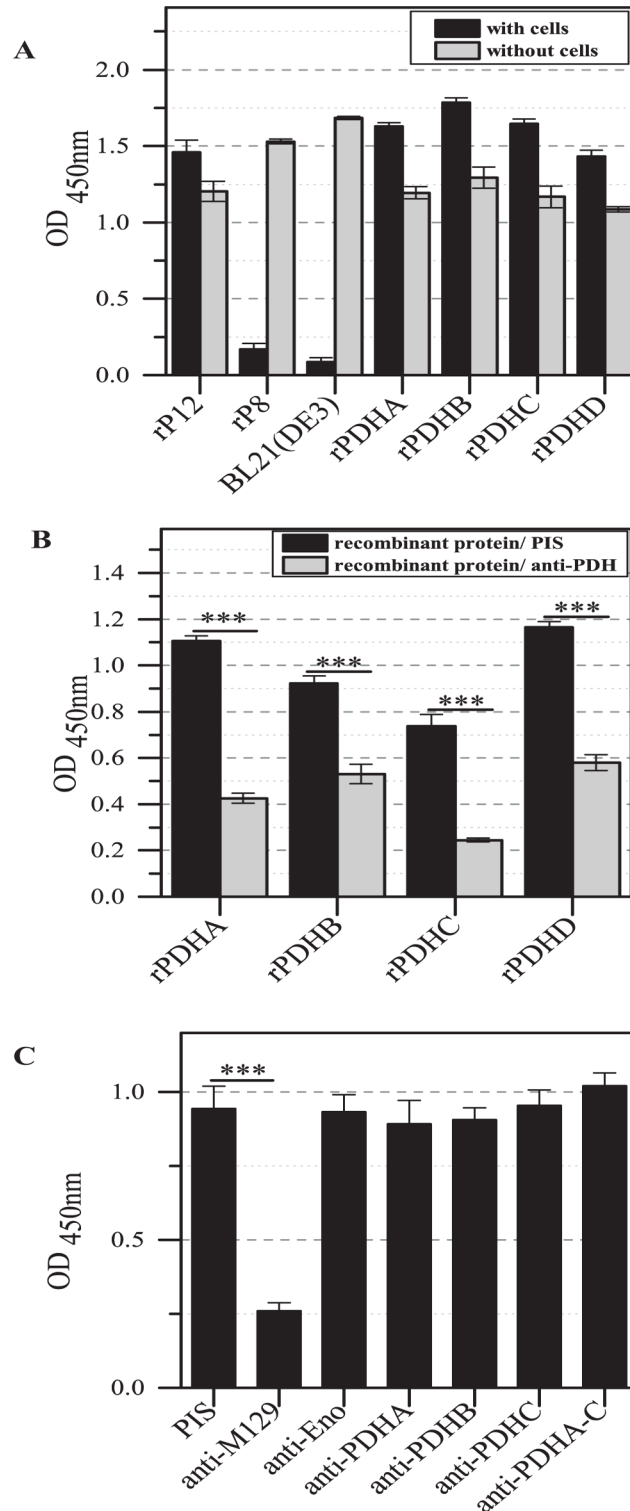 A
with cells
without cells
2.0
1.5
1.0
0.5
0.0
OD 450nm
rP12
rP8
BL21(DE3)
rPDHA
rPDHB
rPDHC
rPDHD
B
recombinant protein/ PIS
recombinant protein/ anti-PDH
1.4
1.2
1.0
0.8
0.6
0.4
0.2
0.0
OD 450nm
***
***
***
***
rPDHA
rPDHB
rPDHC
rPDHD
C
***
1.0
0.5
0.0
OD 450nm
PIS
anti-M129
anti-Eno
anti-PDHA
anti-PDHB
anti-PDHC
anti-PDHA-C